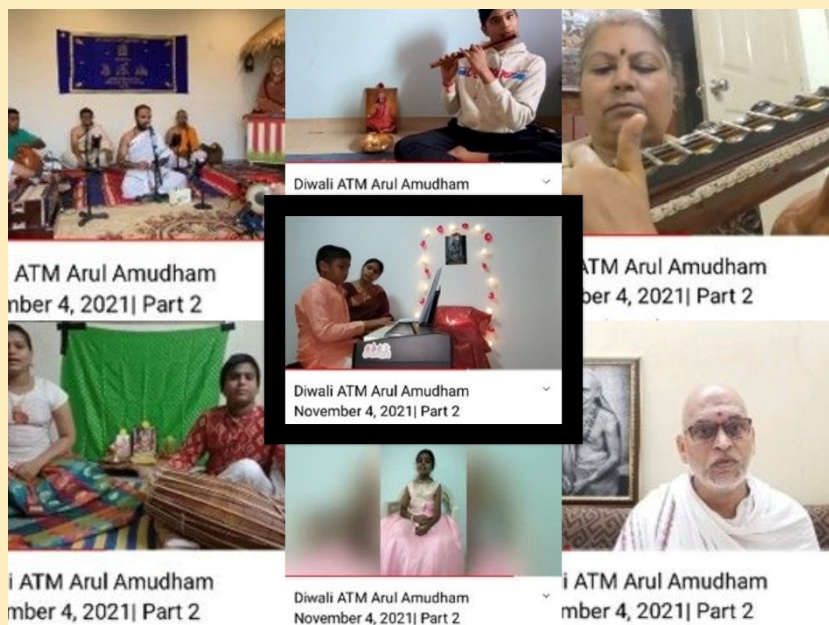 Diwali ATM Arul Amudham
ATM Arul Amudham
mber 4, 2021| Part 2
ATM Arul Amudham
ber 4, 2021| Part 2
Diwali ATM Arul Amudham
November 4, 2021| Part 2
i ATM Arul Amudham
mber 4, 2021| Part 2
Diwali ATM Arul Amudham
November 4, 2021| Part 2
i ATM Arul Amudham
mber 4, 2021| Part 2